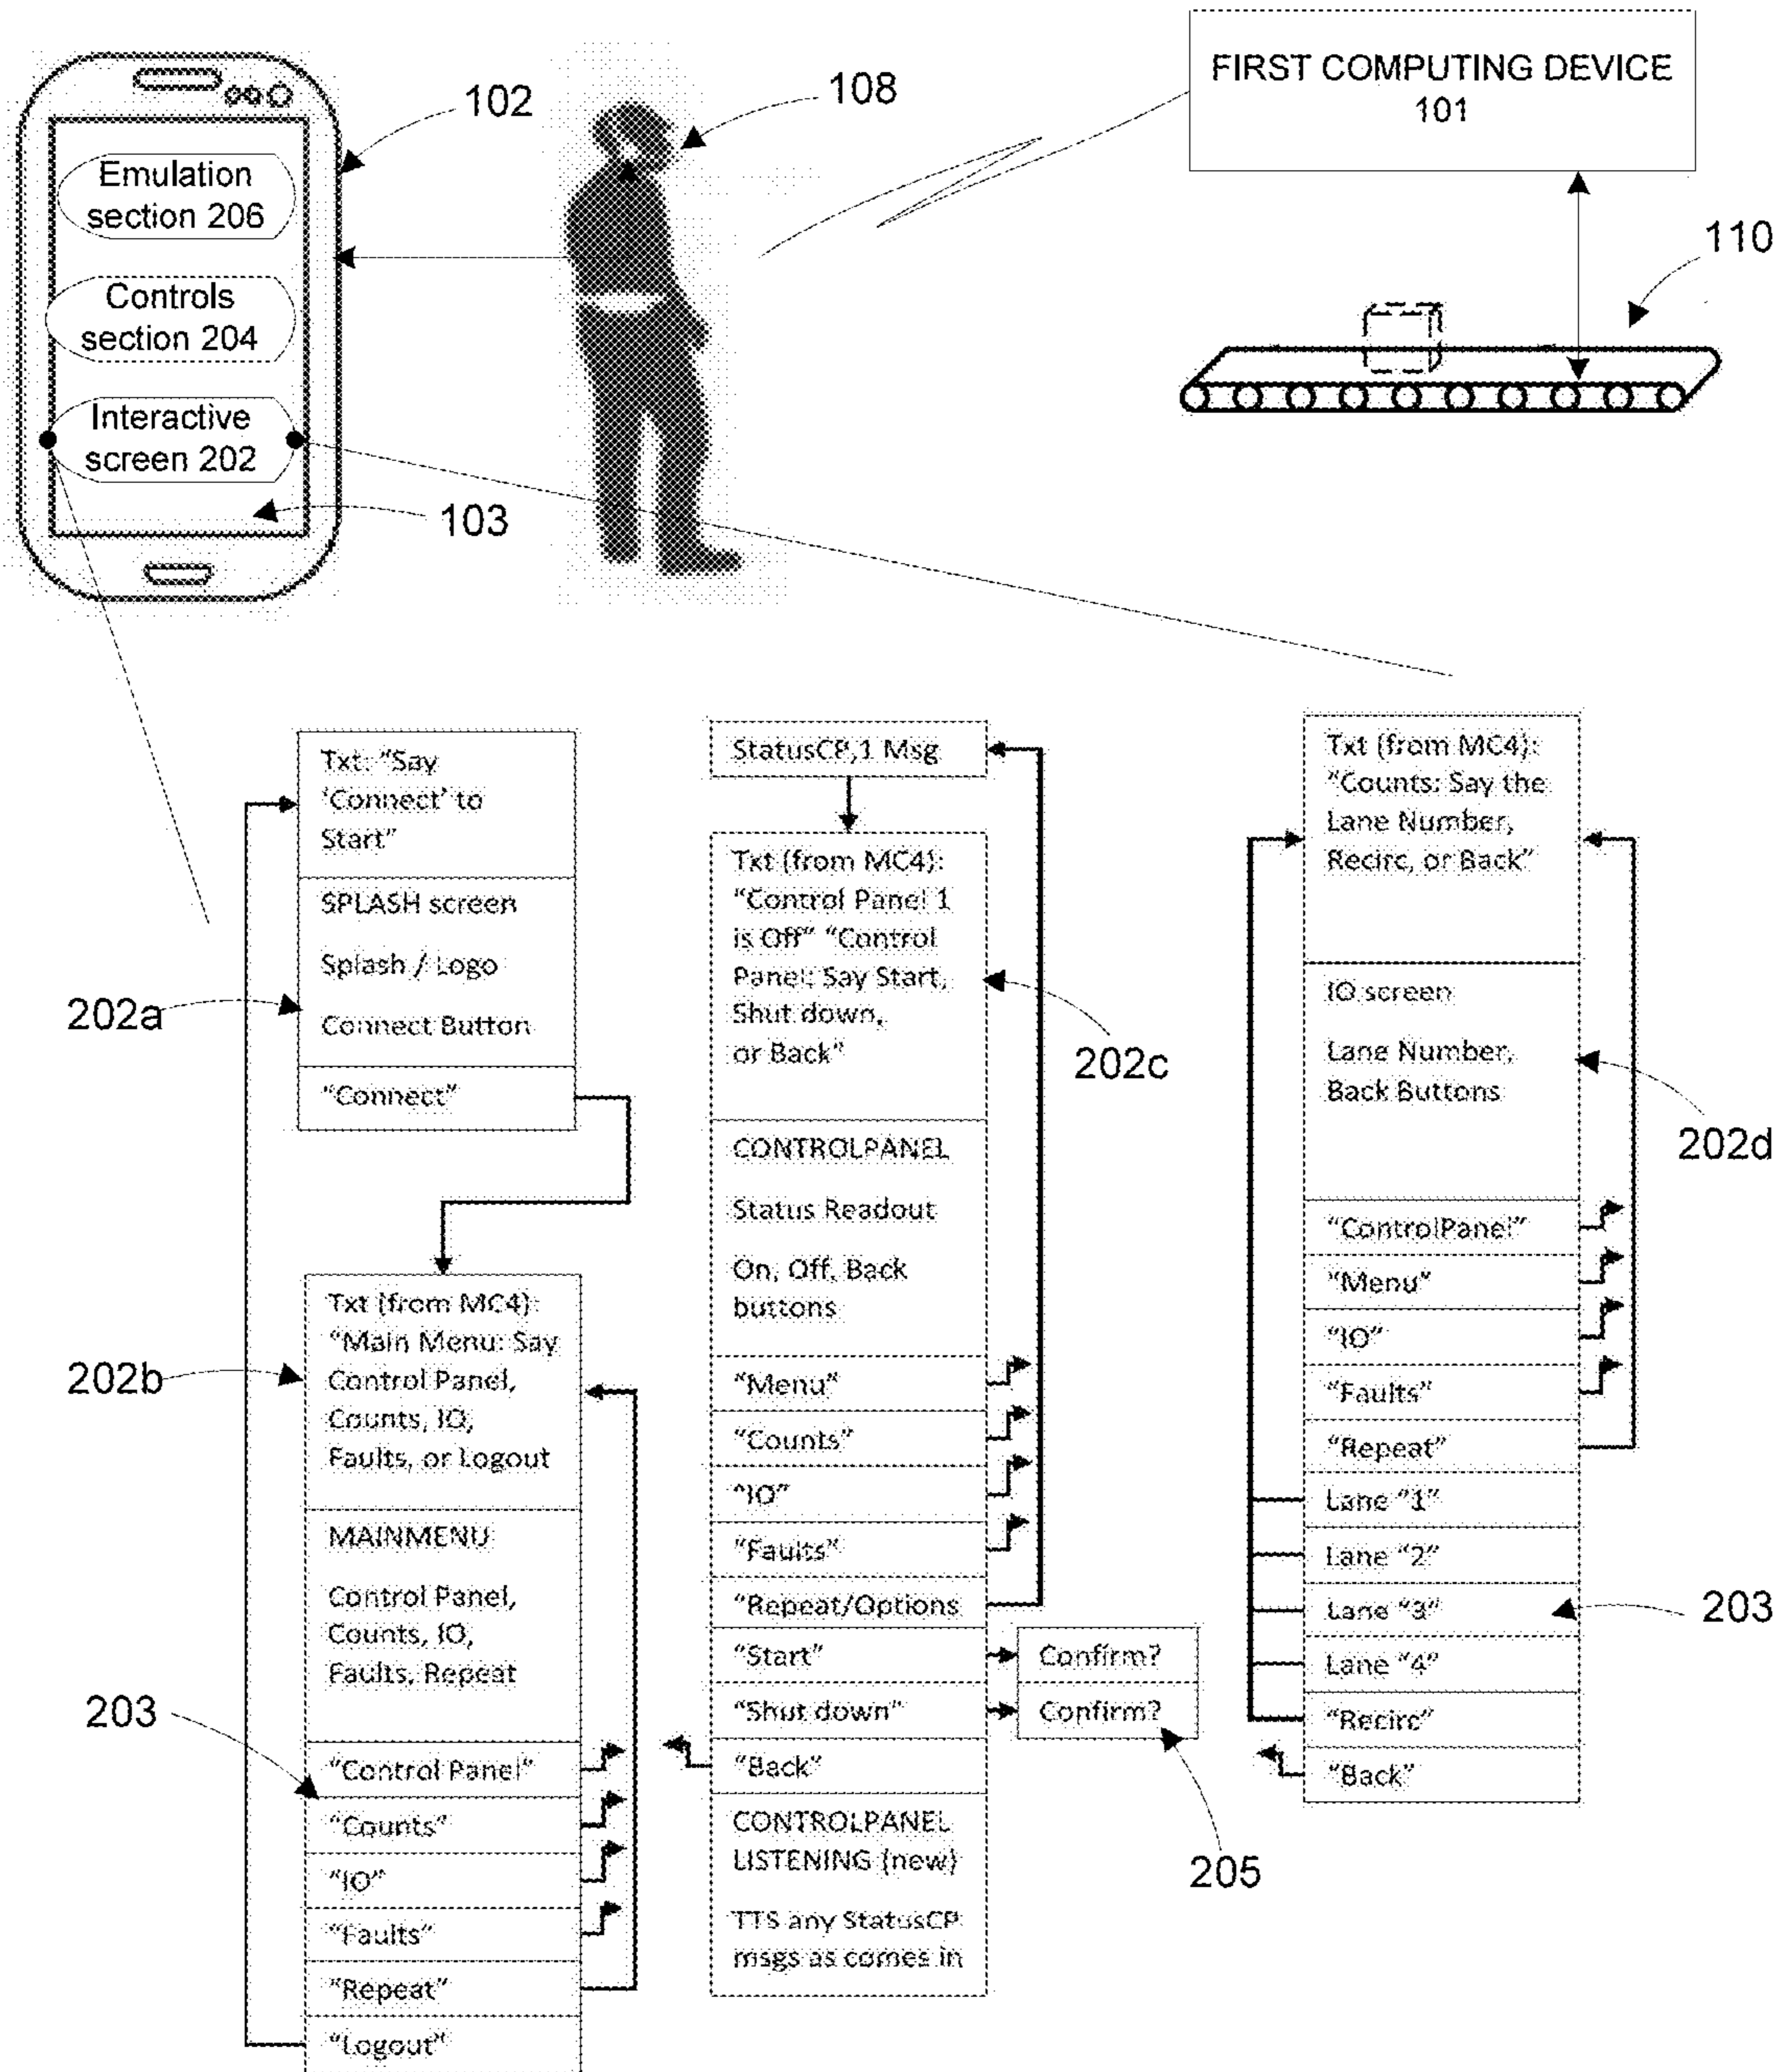 FIRST COMPUTING DEVICE
101
102
108
110
Emulation
section 206
Controls
section 204
Interactive
screen 202
103
Txt: "Say
'Connect' to
Start"
SPLASH screen
Splash / Logo
Connect Button
"Connect"
202a
Txt (from MC4):
"Main Menu: Say
Control Panel,
Counts, IO,
Faults, or Logout
MAINMENU
Control Panel,
Counts, IO,
Faults, Repeat
"Control Panel"
"Counts"
"IO"
"Faults"
"Repeat"
"Logout"
202b
203
StatusCP,1 Msg
Txt (from MC4):
"Control Panel 1
is Off" "Control
Panel: Say Start,
Shut down,
or Back"
CONTROLPANEL
Status Readout
On, Off, Back
buttons
"Menu"
"Counts"
"IO"
"Faults"
"Repeat/Options
"Start"
Confirm?
"Shut down"
Confirm?
"Back"
CONTROLPANEL
LISTENING (new)
TTS any StatusCP
msgs as comes in
202c
205
Txt (from MC4):
"Counts: Say the
Lane Number,
Recirc, or Back"
IO screen
Lane Number,
Back Buttons
"ControlPanel"
"Menu"
"IO"
"Faults"
"Repeat"
Lane "1"
Lane "2"
Lane "3"
Lane "4"
"Recirc"
"Back"
202d
203